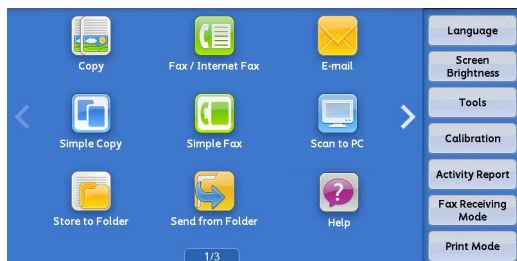 Copy
Fax / Internet Fax
E-mail
Simple Copy
Simple Fax
Scan to PC
Store to Folder
Send from Folder
Help
1/3
Language
Screen
Brightness
Tools
Calibration
Activity Report
Fax Receiving
Mode
Print Mode